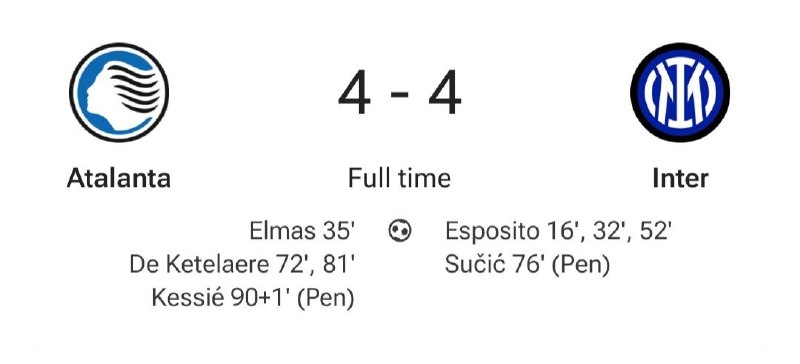 4 - 4
Atalanta
Full time
Inter
Elmas 35'
De Ketelaere 72', 81'
Kessié 90+1' (Pen)
Esposito 16', 32', 52'
Sučić 76' (Pen)